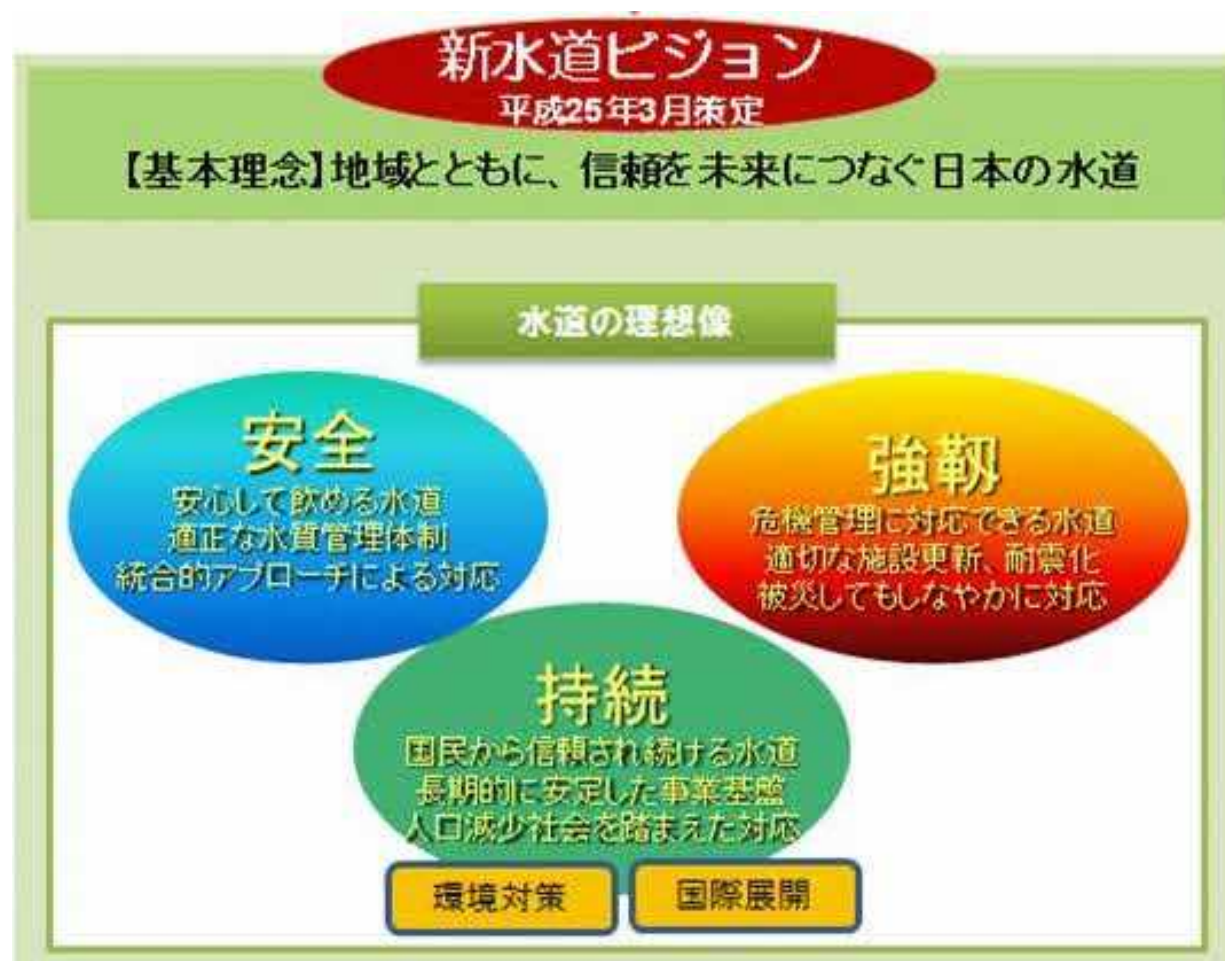 新水道ビジョン
平成25年3月策定
【基本理念】地域とともに、信頼を未来につなぐ日本の水道
水道の理想像
安全
安心して飲める水道
適正な水質管理体制
統合的アプローチによる対応
強靱
危機管理に対応できる水道
適切な施設更新、耐震化
被災してもしなやかに対応
持続
国民から信頼され続ける水道
長期的に安定した事業基盤
人口減少社会を踏まえた対応
環境対策
国際展開